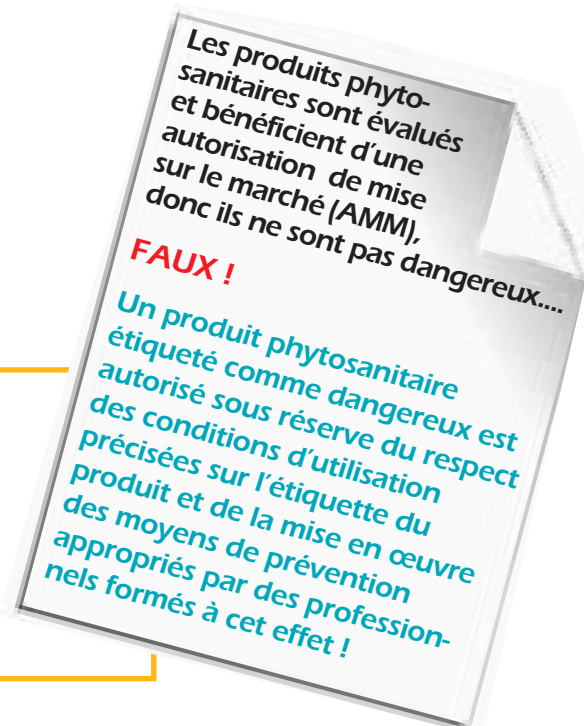 Les produits phyto-
sanitaires sont évalués
et bénéficient d'une
autorisation de mise
sur le marché (AMM),
donc ils ne sont pas dangereux....
FAUX !
Un produit phytosanitaire
étiqueté comme dangereux est
autorisé sous réserve du respect
des conditions d'utilisation
précisées sur l'étiquette du
produit et de la mise en œuvre
des moyens de prévention
appropriés par des profession-
nels formés à cet effet !